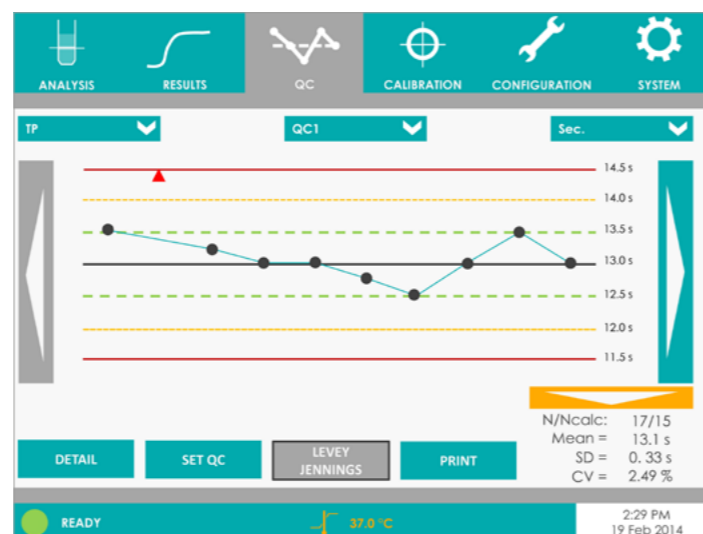 ANALYSIS RESULTS QC CALIBRATION CONFIGURATION SYSTEM
TP QC1 Sec.
14.5 s
14.0 s
13.5 s
13.0 s
12.5 s
12.0 s
11.5 s
N/Ncalc: 17/15
Mean = 13.1 s
SD = 0. 33 s
CV = 2.49 %
DETAIL SET QC LEVEY JENNINGS PRINT
READY 37.0 °C
2:29 PM
19 Feb 2014